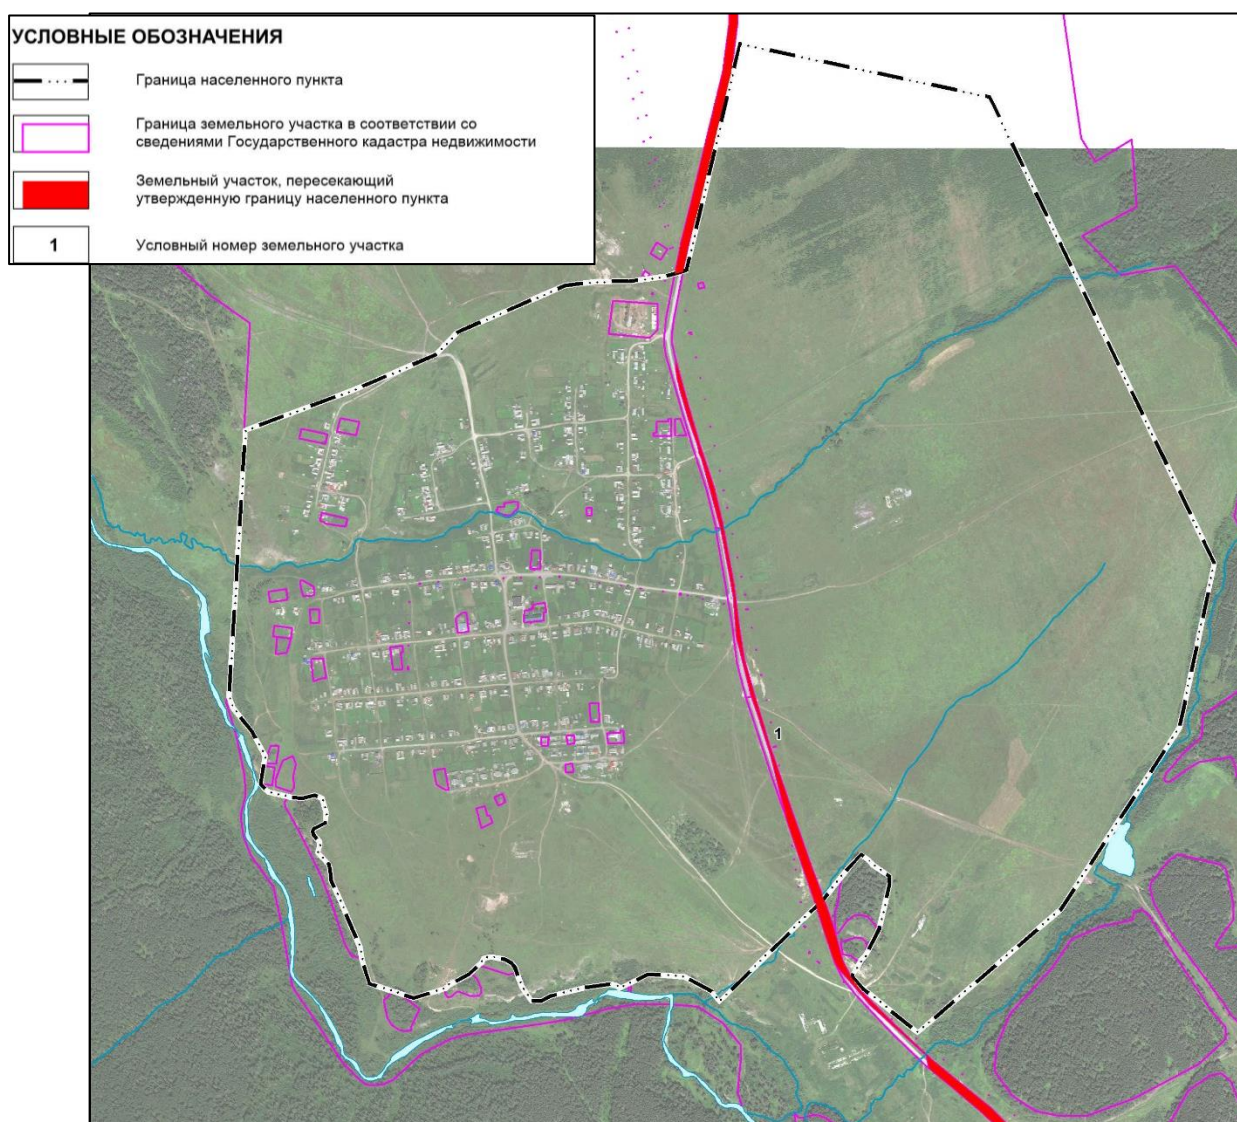 УСЛОВНЫЕ ОБОЗНАЧЕНИЯ
Граница населенного пункта
Граница земельного участка в соответствии со
сведениями Государственного кадастра недвижимости
Земельный участок, пересекающий
утвержденную границу населенного пункта
1 Условный номер земельного участка
1